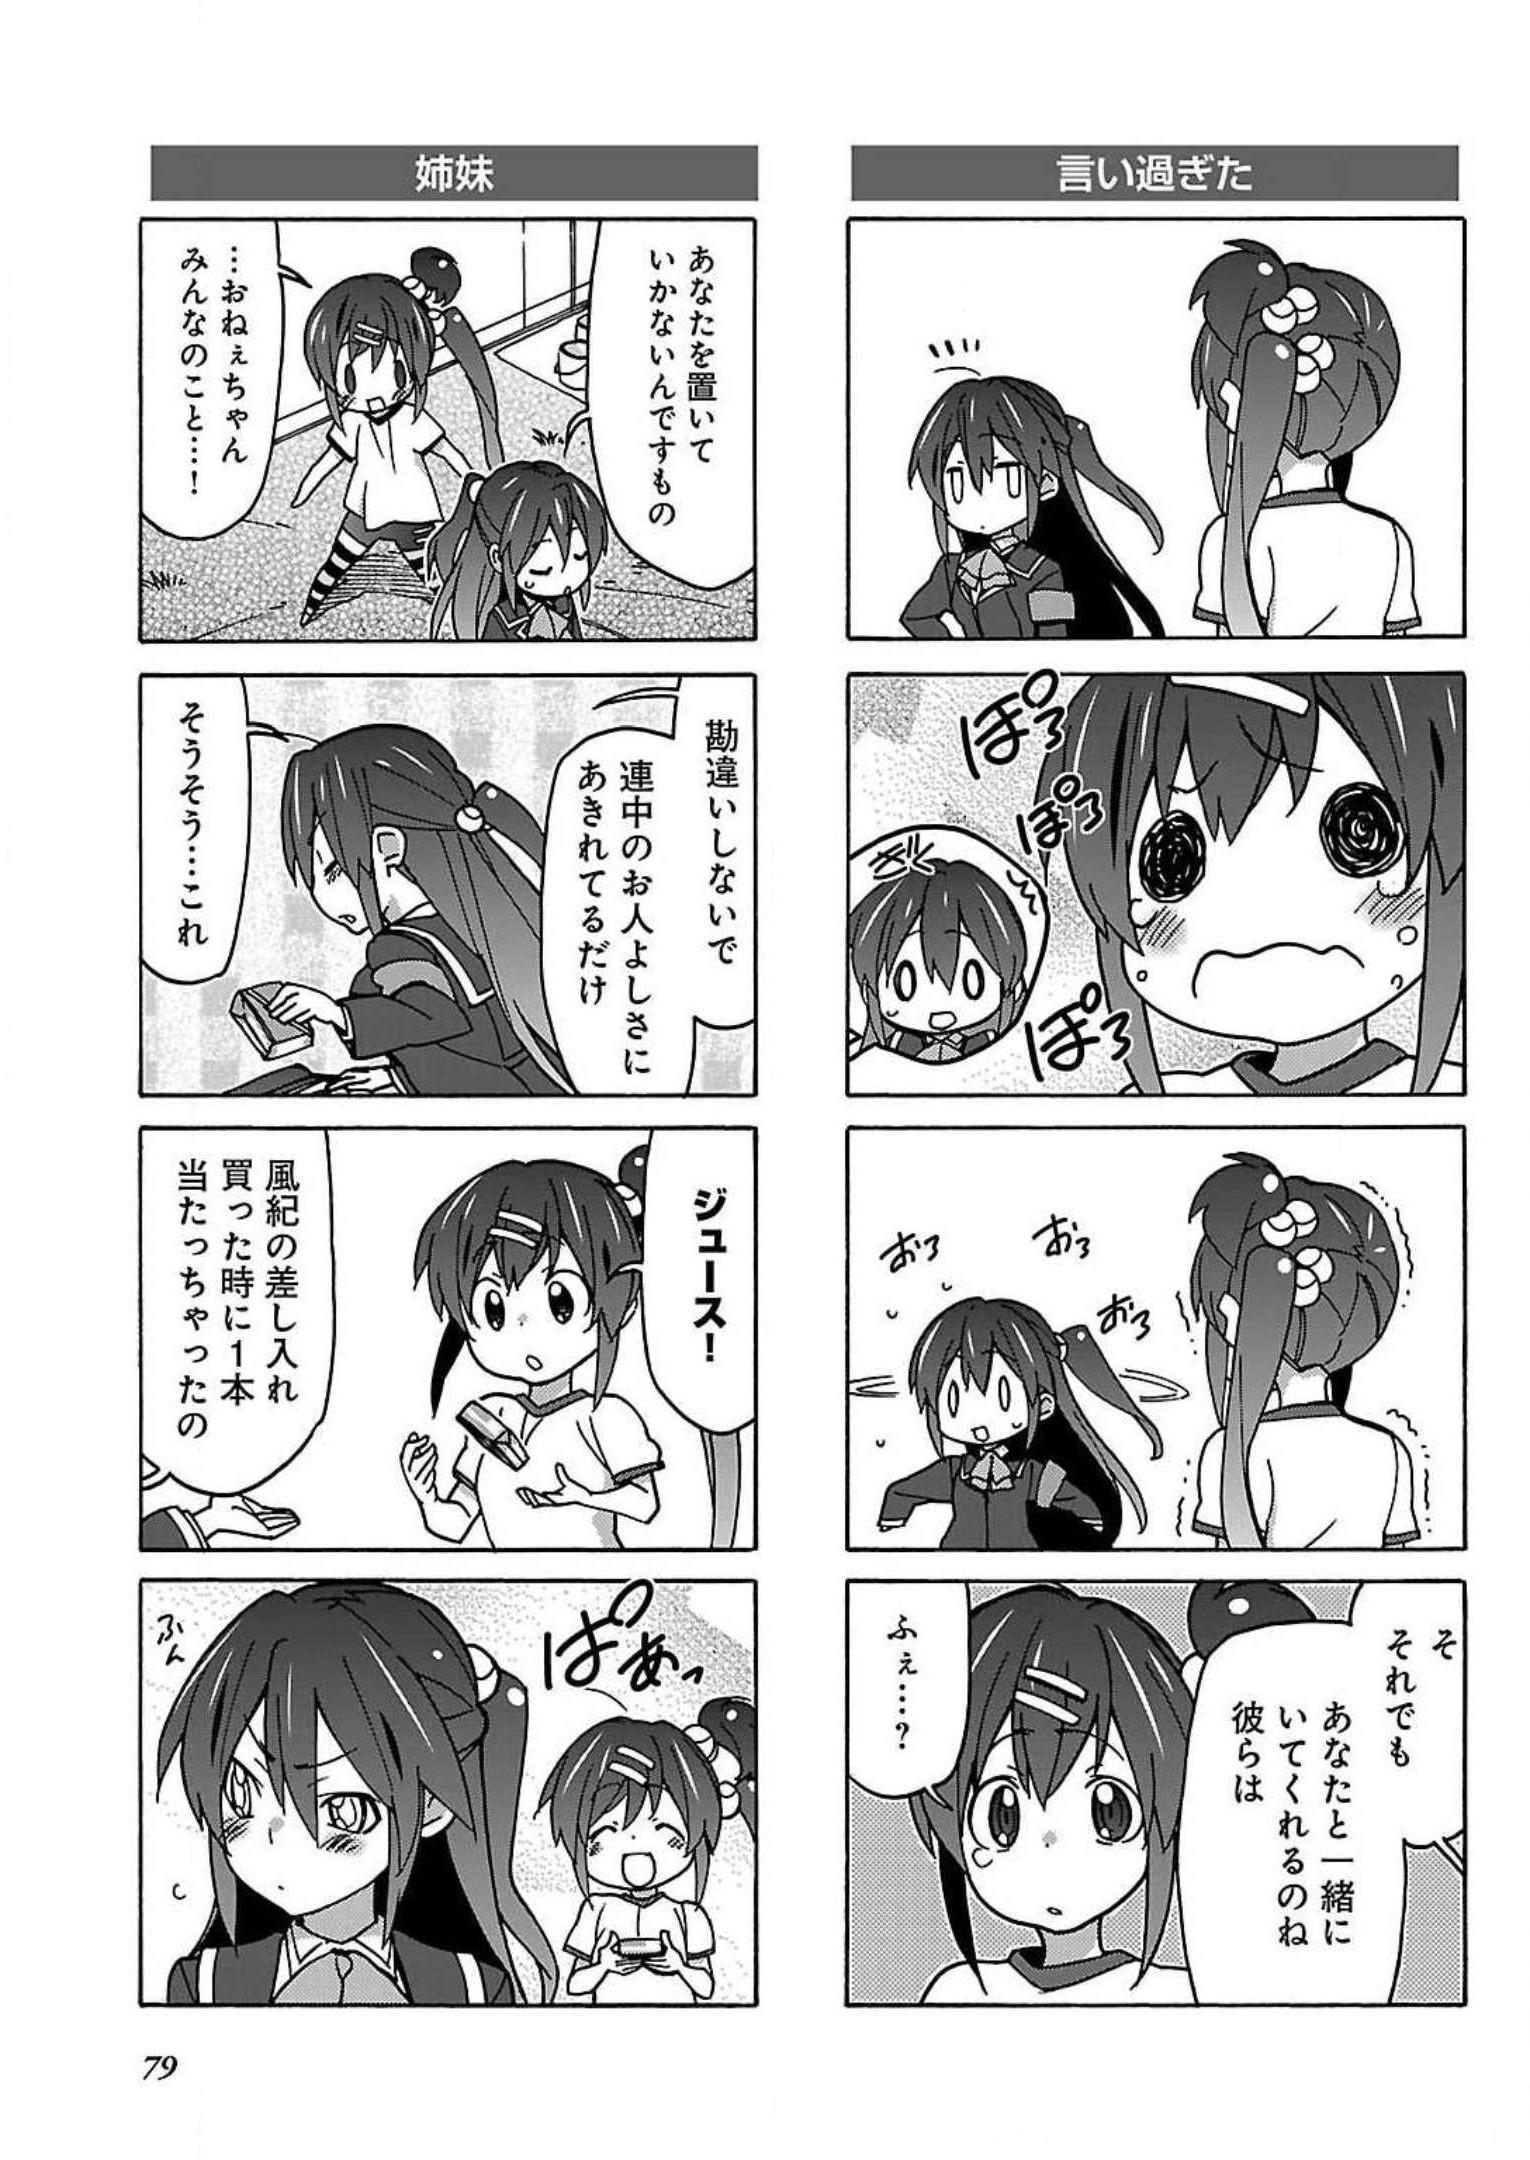 言い過ぎた
ぽろ
ぽろ
ぽろ
ぎくっ
おろ
おろ
おろ
そ
それでも
あなたと一緒に
いてくれるのね
彼らは
ふぇ…?
姉妹
あなたを置いて
いかないんですもの
…おねぇちゃん
みんなのこと…!
勘違いしないで
連中のお人よしさに
あきれてるだけ
そうそう…これ
ジュース!
風紀の差し入れ
買った時に1本
当たっちゃったの
ぱあっ
ふん
79